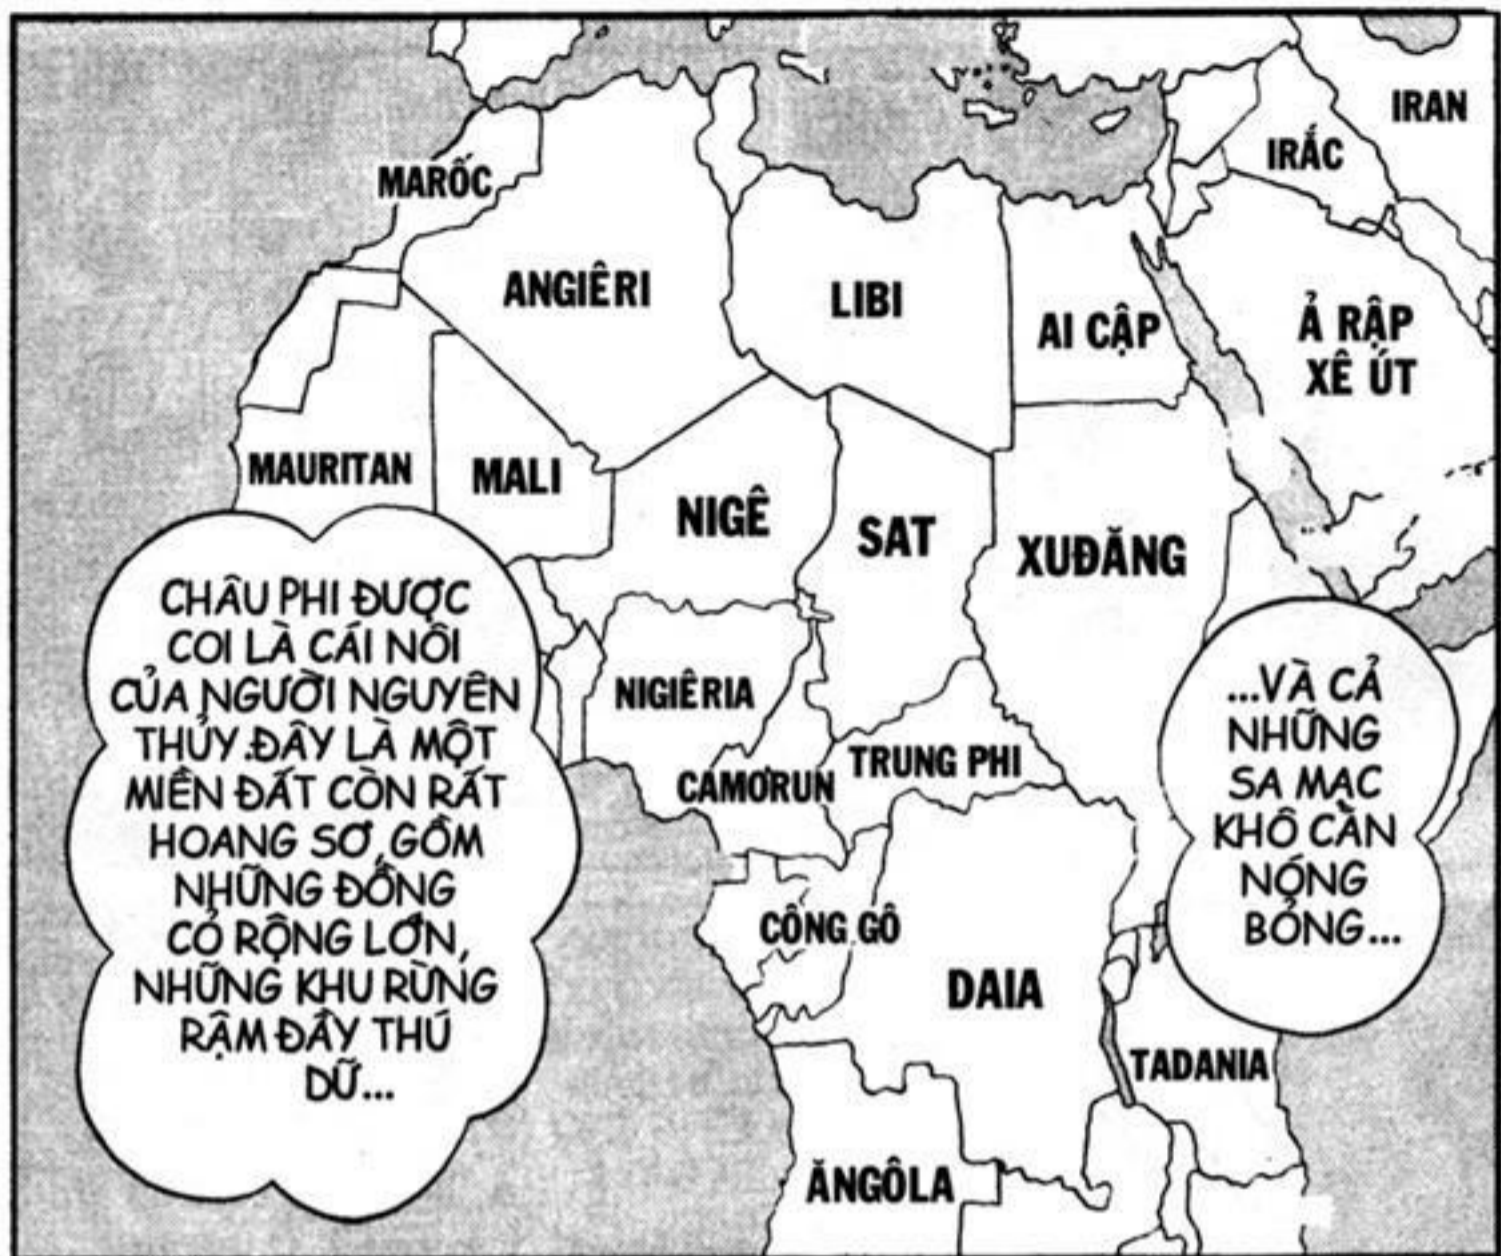 IRAN
IRẮC
MARỐC
ANGIÊRI
LIBI
AI CẬP
Ả RẬP
XÊ ÚT
MAURITAN
MALI
NIGÊ
SAT
XUĐĂNG
CHÂU PHI ĐƯỢC
COI LÀ CÁI NÔI
CỦA NGƯỜI NGUYÊN
THỦY.ĐÂY LÀ MỘT
MIỀN ĐẤT CÒN RẤT
HOANG SƠ, GỒM
NHỮNG ĐỒNG
CỎ RỘNG LỚN,
NHỮNG KHU RỪNG
RẬM ĐẦY THÚ
DỮ...
NIGIÊRIA
CAMƠRUN
TRUNG PHI
...VÀ CẢ
NHỮNG
SA MẠC
KHÔ CẰN
NÓNG
BỎNG...
CÔNG GÔ
DAIA
TADANIA
ĂNGÔLA